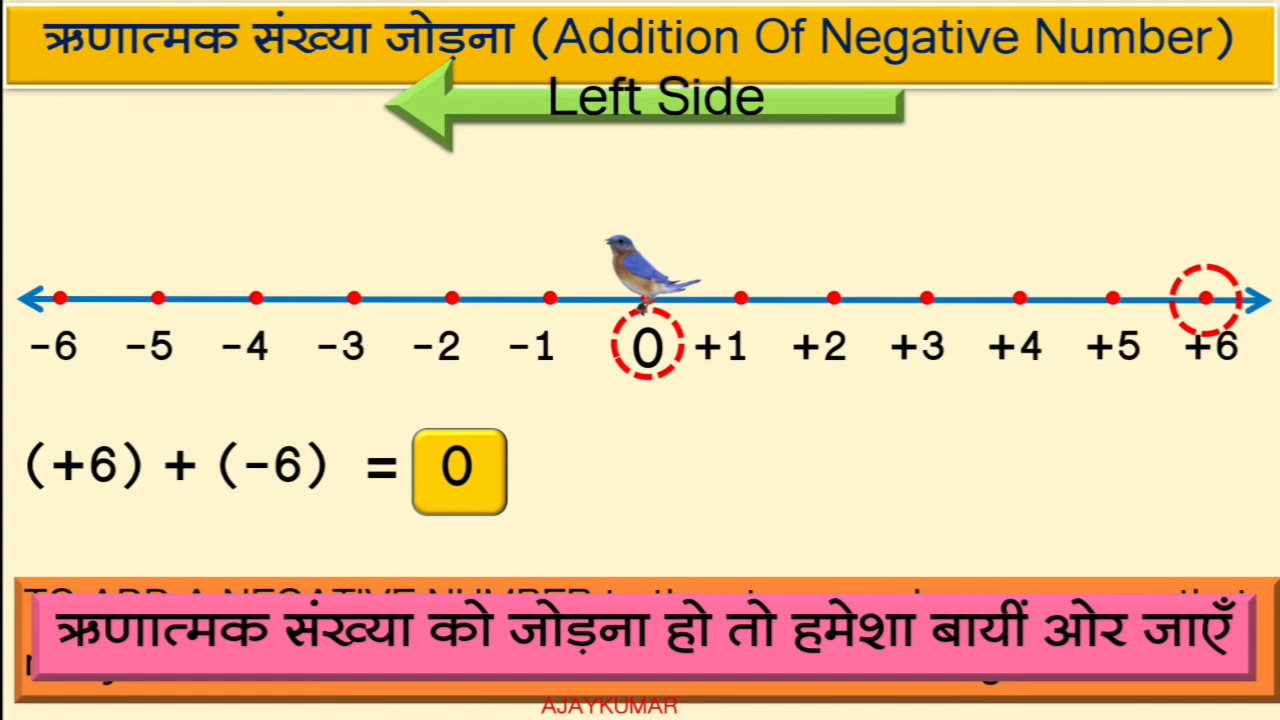 ऋणात्मक संख्या जोड़ना (Addition Of Negative Number)
Left Side
-6 -5 -4 -3 -2 -1 0 +1 +2 +3 +4 +5 +6
(+6) + (-6) = 0
ऋणात्मक संख्या को जोड़ना हो तो हमेशा बायीं ओर जाएँ
AJAYKUMAR